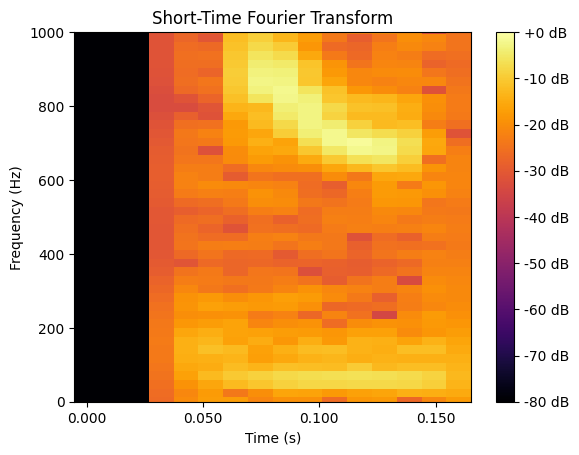 Short-Time Fourier Transform
1000
800
600
400
200
0
Frequency (Hz)
0.000
0.050
0.100
0.150
Time (s)
+0 dB
-10 dB
-20 dB
-30 dB
-40 dB
-50 dB
-60 dB
-70 dB
-80 dB